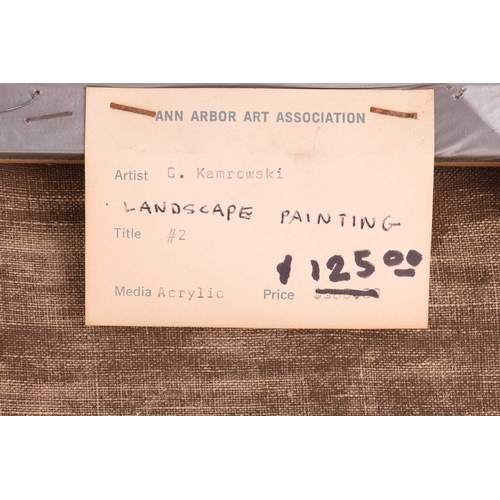 ANN ARBOR ART ASSOCIATION
Artist G. Kamrowski
LANDSCAPE PAINTING
Title #2
$125.00
Media Acrylic Price